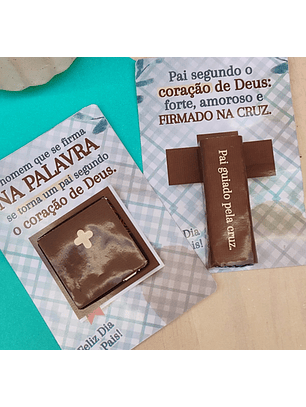 homem que se firma
NA PALAVRA
se torna um pai segundo
o coração de Deus.
Feliz Dia
Pais!
Pai segundo o
coração de Deus:
forte, amoroso e
FIRMADO NA CRUZ.
Pai guiado pela cruz
Dia
is!